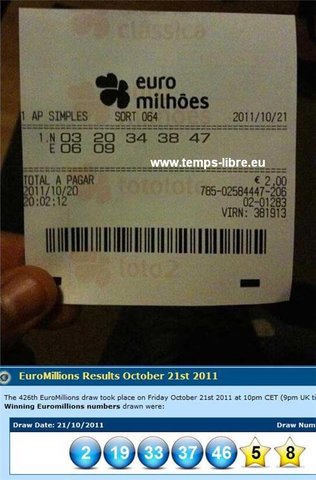 clássica
euro
milhões
1 AP SIMPLES SORT 064 2011/10/21
1.N 03 20 34 38 47
E 06 09
www.temps-libre.eu
TOTAL A PAGAR € 2,00
2011/10/20 785-02584447-206
20:02:12 02-01283
VIRN: 381913
totoloto
loto2
EuroMillions Results October 21st 2011
The 426th EuroMillions draw took place on Friday October 21st 2011 at 10pm CET (9pm UK ti
Winning Euromillions numbers drawn were:
Draw Date: 21/10/2011 Draw Num
2 19 33 37 46 5 8